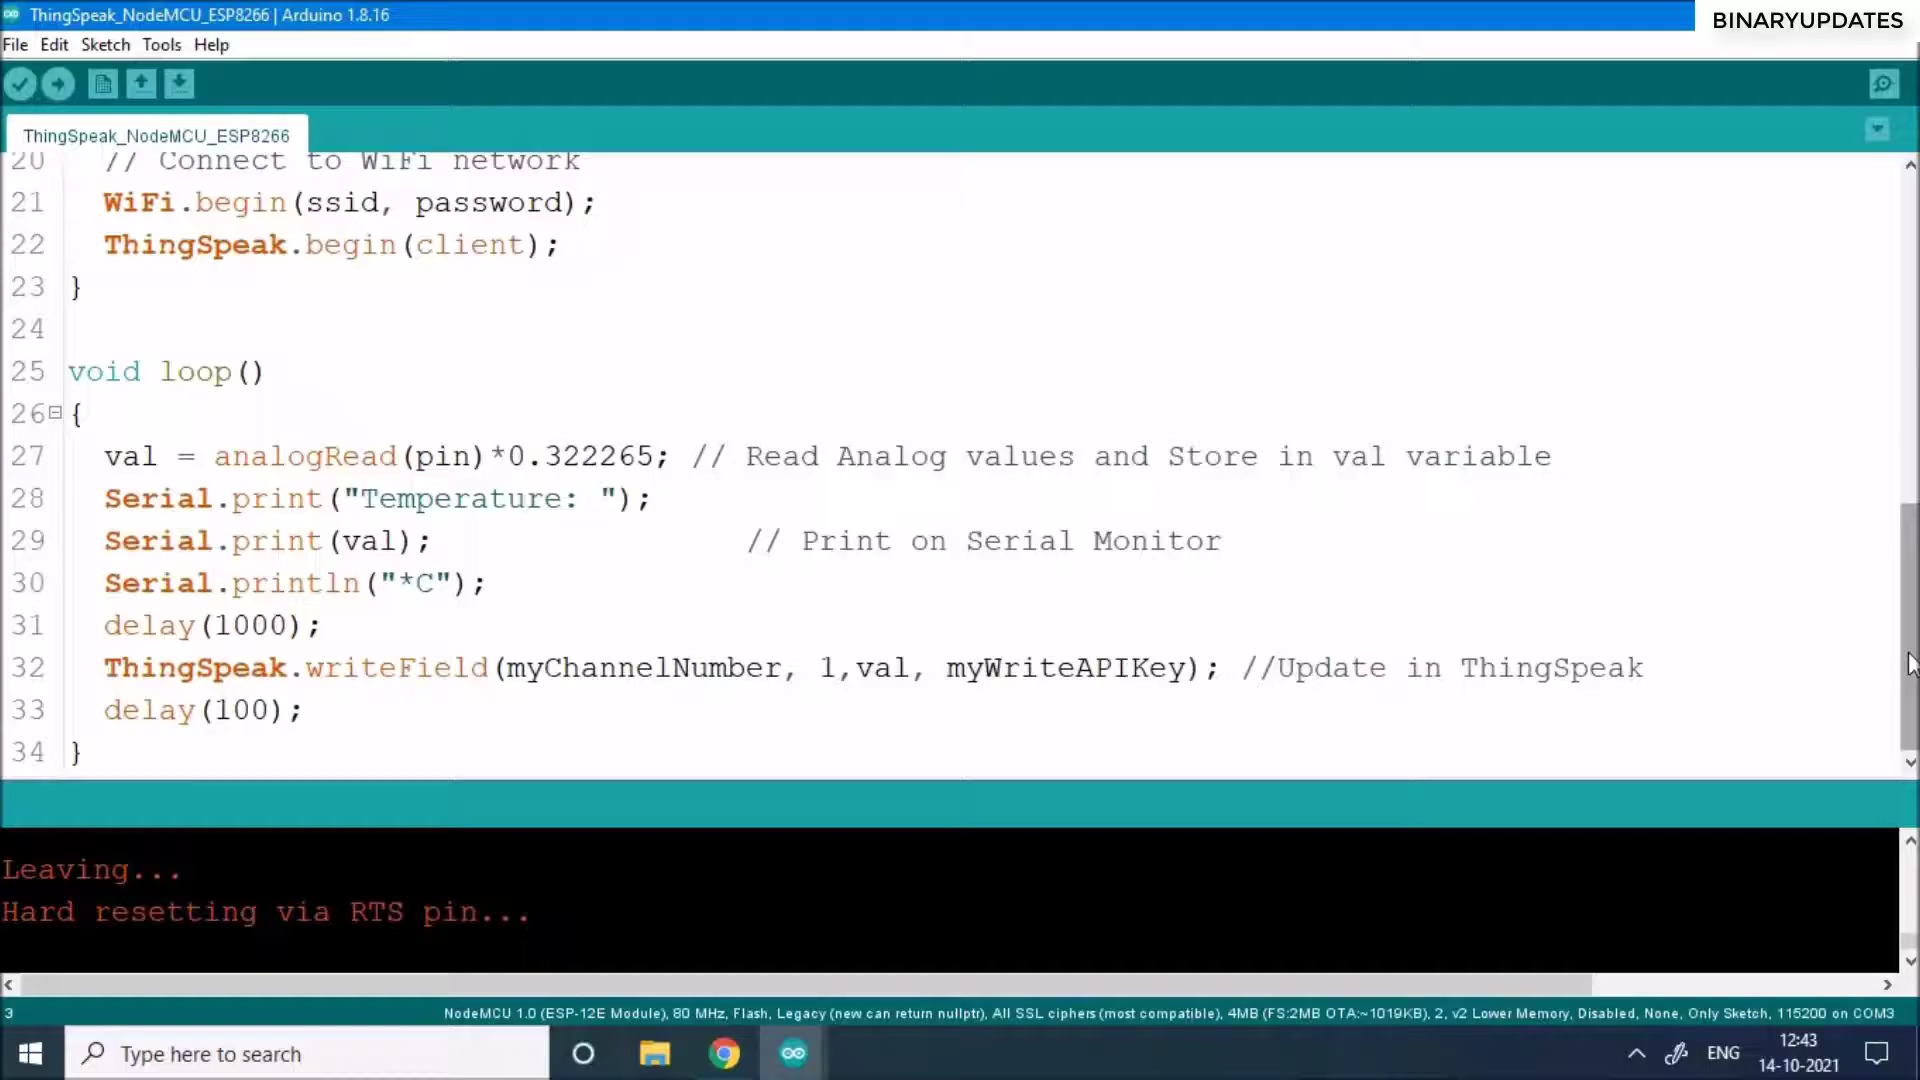 ThingSpeak_NodeMCU_ESP8266 | Arduino 1.8.16
BINARYUPDATES
File Edit Sketch Tools Help
ThingSpeak_NodeMCU_ESP8266
20 // Connect to WiFi network
21 WiFi.begin(ssid, password);
22 ThingSpeak.begin(client);
23 }
24
25 void loop()
26 {
27 val = analogRead(pin)*0.322265; // Read Analog values and Store in val variable
28 Serial.print("Temperature: ");
29 Serial.print(val); // Print on Serial Monitor
30 Serial.println("*C");
31 delay(1000);
32 ThingSpeak.writeField(myChannelNumber, 1,val, myWriteAPIKey); //Update in ThingSpeak
33 delay(100);
34 }
Leaving...
Hard resetting via RTS pin...
3 NodeMCU 1.0 (ESP-12E Module), 80 MHz, Flash, Legacy (new can return nullptr), All SSL ciphers (most compatible), 4MB (FS:2MB OTA:~1019KB), 2, v2 Lower Memory, Disabled, None, Only Sketch, 115200 on COM3
Type here to search
ENG
12:43
14-10-2021